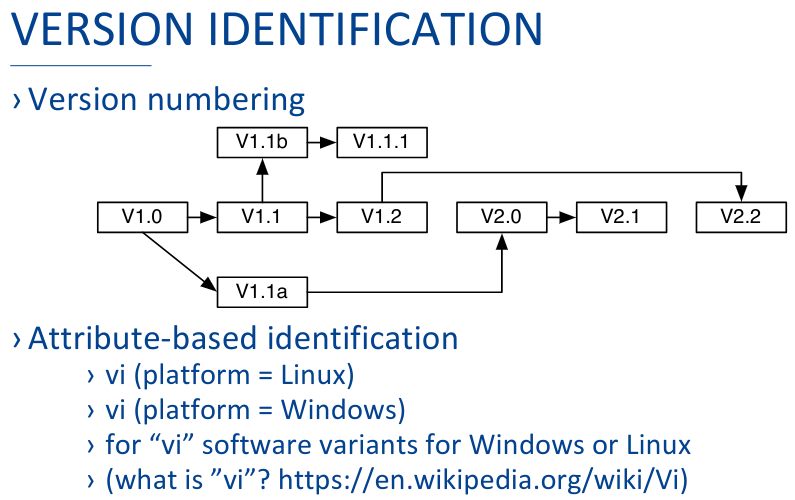 VERSION IDENTIFICATION
› Version numbering
V1.1b V1.1.1
V1.0 V1.1 V1.2 V2.0 V2.1 V2.2
V1.1a
› Attribute-based identification
› vi (platform = Linux)
› vi (platform = Windows)
› for “vi” software variants for Windows or Linux
› (what is ”vi”? https://en.wikipedia.org/wiki/Vi)